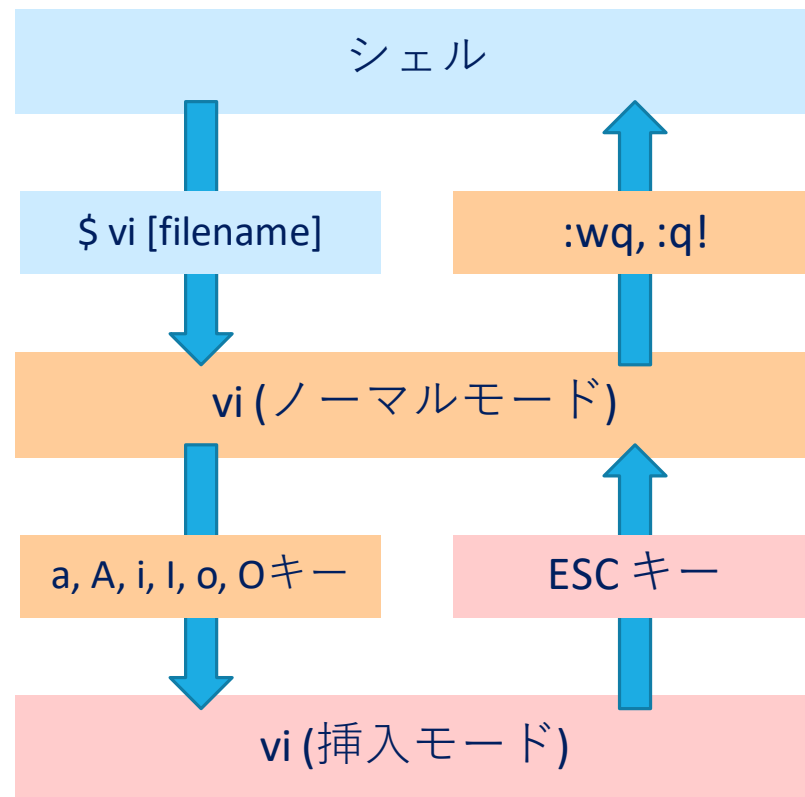 シェル
$ vi [filename]
:wq, :q!
vi (ノーマルモード)
a, A, i, I, o, Oキー
ESC キー
vi (挿入モード)